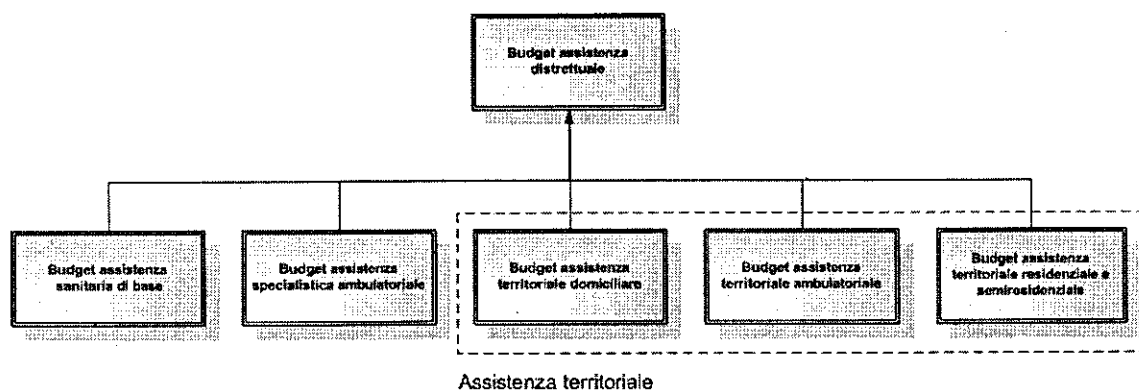 Budget assistenza
distrettuale
Budget assistenza
sanitaria di base
Budget assistenza
specialistica ambulatoriale
Budget assistenza
territoriale domiciliare
Budget assistenza
territoriale ambulatoriale
Budget assistenza
territoriale residenziale e
semiresidenziale
Assistenza territoriale